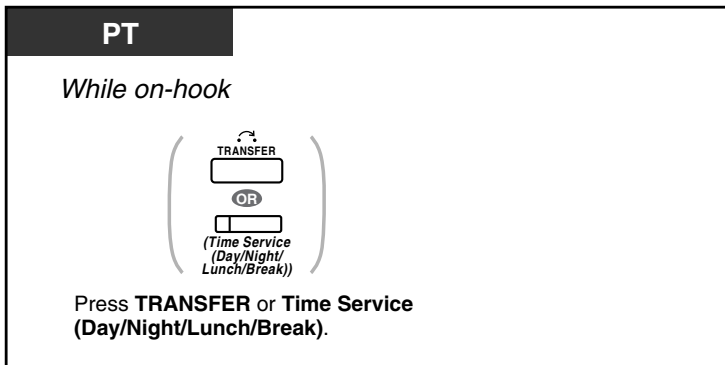 PT
While on-hook
TRANSFER
OR
(Time Service
(Day/Night/
Lunch/Break))
Press TRANSFER or Time Service
(Day/Night/Lunch/Break).